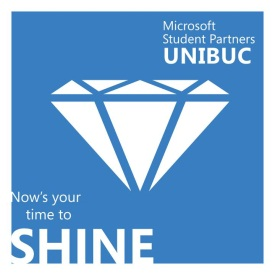 Microsoft
Student Partners
UNIBUC
Now's your
time to
SHINE